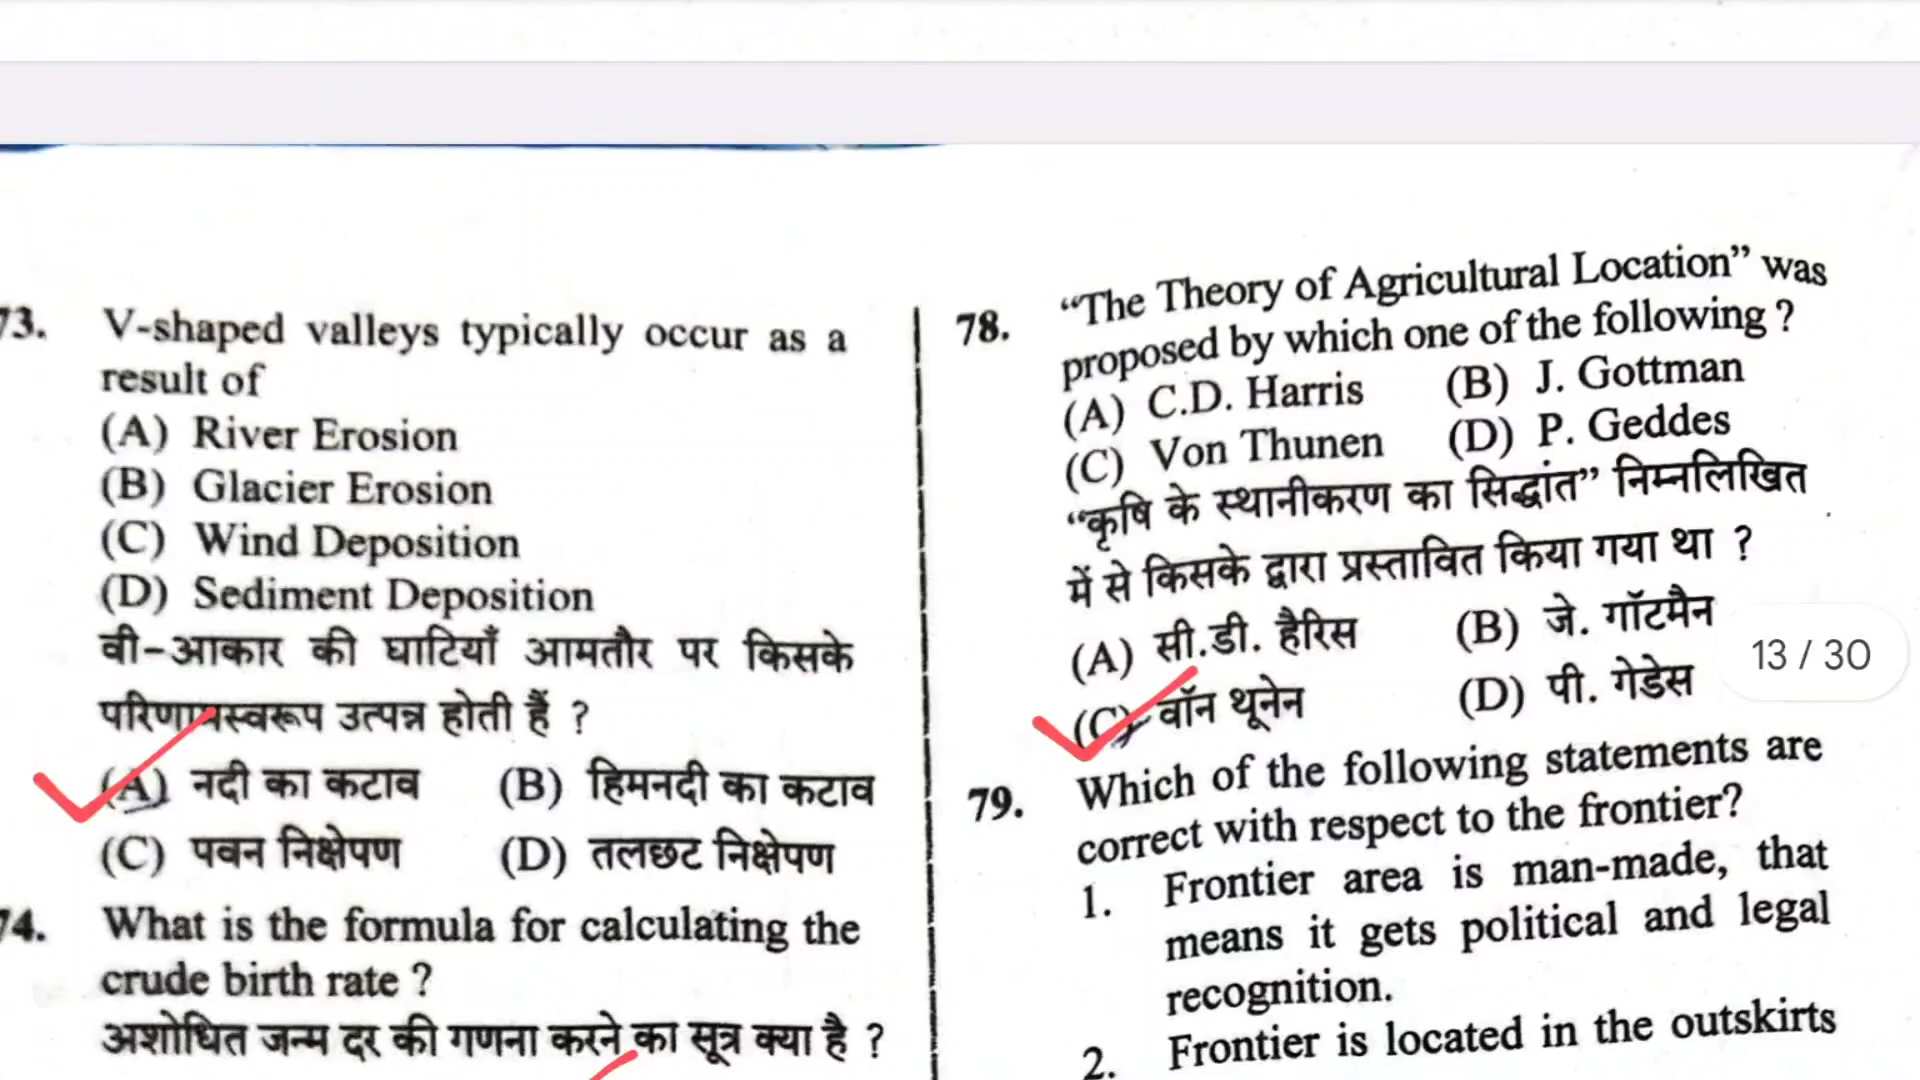 73. V-shaped valleys typically occur as a
result of
(A) River Erosion
(B) Glacier Erosion
(C) Wind Deposition
(D) Sediment Deposition
वी-आकार की घाटियाँ आमतौर पर किसके
परिणामस्वरूप उत्पन्न होती हैं ?
(A) नदी का कटाव (B) हिमनदी का कटाव
(C) पवन निक्षेपण (D) तलछट निक्षेपण
74. What is the formula for calculating the
crude birth rate ?
अशोधित जन्म दर की गणना करने का सूत्र क्या है ?
78. “The Theory of Agricultural Location” was
proposed by which one of the following ?
(A) C.D. Harris (B) J. Gottman
(C) Von Thunen (D) P. Geddes
“कृषि के स्थानीकरण का सिद्धांत” निम्नलिखित
में से किसके द्वारा प्रस्तावित किया गया था ?
(A) सी.डी. हैरिस (B) जे. गॉटमैन
(C) वॉन थूनेन (D) पी. गेडेस
79. Which of the following statements are
correct with respect to the frontier?
1. Frontier area is man-made, that
means it gets political and legal
recognition.
2. Frontier is located in the outskirts
13 / 30